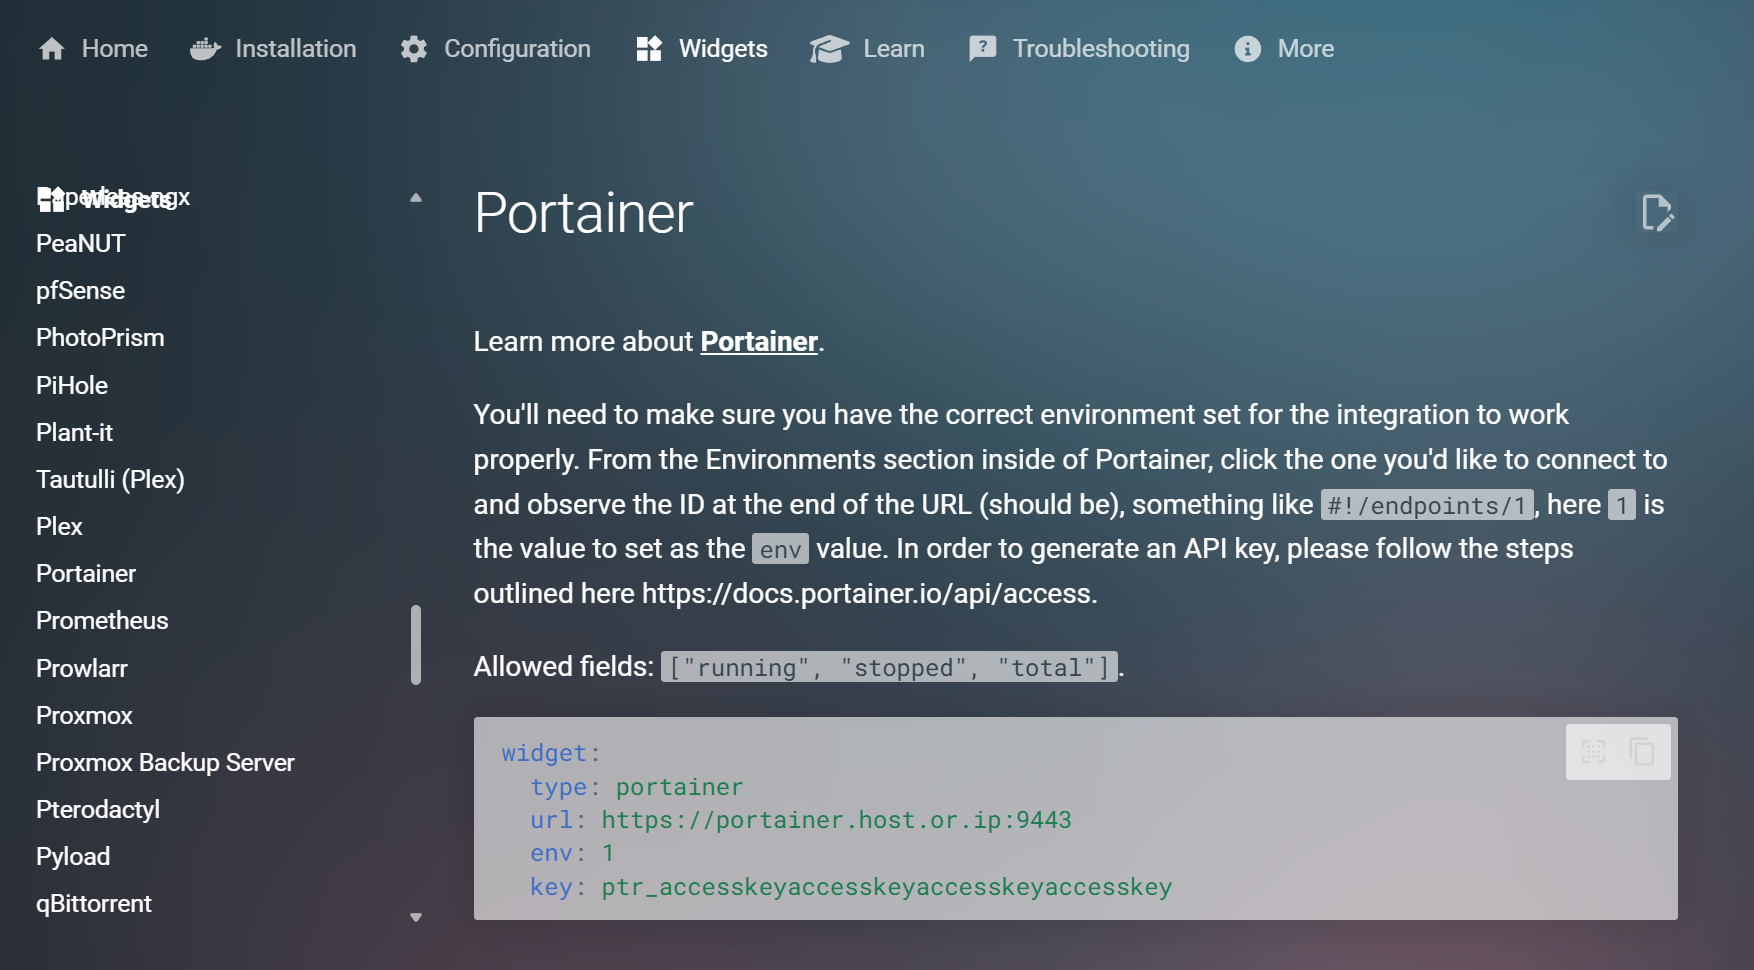 Home Installation Configuration Widgets Learn Troubleshooting More
Widgets
Paperless-ngx
PeaNUT
pfSense
PhotoPrism
PiHole
Plant-it
Tautulli (Plex)
Plex
Portainer
Prometheus
Prowlarr
Proxmox
Proxmox Backup Server
Pterodactyl
Pyload
qBittorrent
Portainer
Learn more about Portainer.
You'll need to make sure you have the correct environment set for the integration to work
properly. From the Environments section inside of Portainer, click the one you'd like to connect to
and observe the ID at the end of the URL (should be), something like #!/endpoints/1, here 1 is
the value to set as the env value. In order to generate an API key, please follow the steps
outlined here https://docs.portainer.io/api/access.
Allowed fields: ["running", "stopped", "total"].
widget:
  type: portainer
  url: https://portainer.host.or.ip:9443
  env: 1
  key: ptr_accesskeyaccesskeyaccesskeyaccesskey